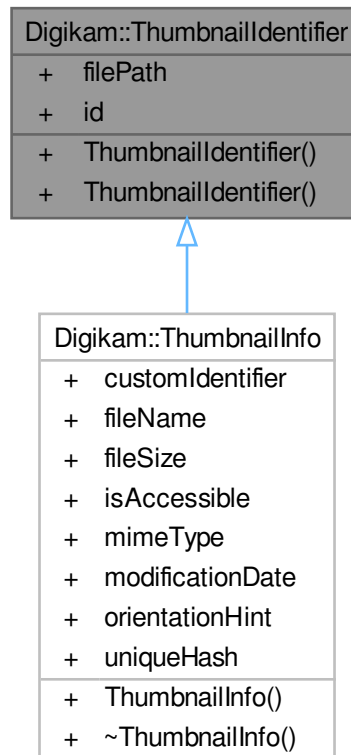 Digikam::ThumbnailIdentifier
+ filePath
+ id
+ ThumbnailIdentifier()
+ ThumbnailIdentifier()
Digikam::ThumbnailInfo
+ customIdentifier
+ fileName
+ fileSize
+ isAccessible
+ mimeType
+ modificationDate
+ orientationHint
+ uniqueHash
+ ThumbnailInfo()
+ ~ThumbnailInfo()